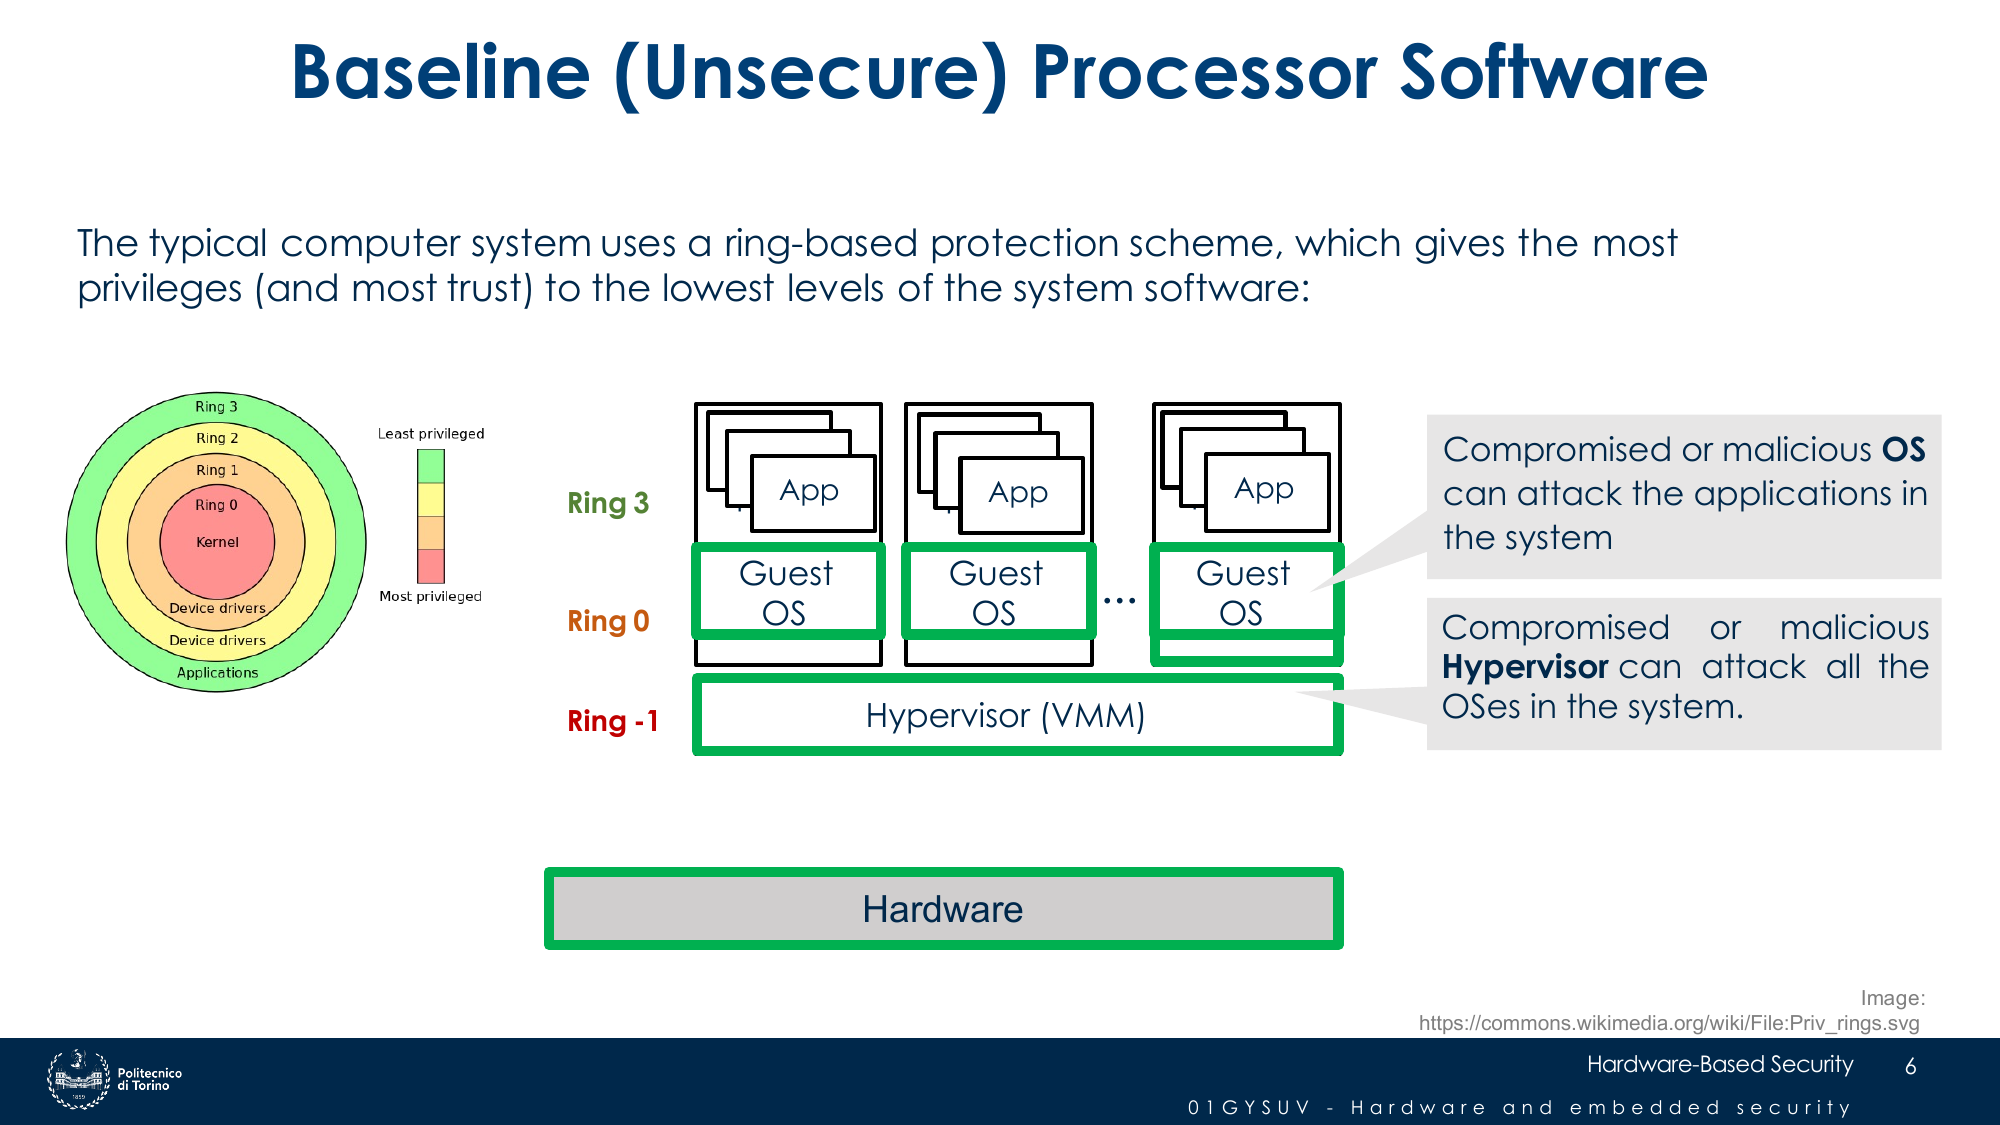 Baseline (Unsecure) Processor Software
The typical computer system uses a ring-based protection scheme, which gives the most
privileges (and most trust) to the lowest levels of the system software:
Ring 3
Ring 2
Ring 1
Ring 0
Kernel
Device drivers
Device drivers
Applications
Least privileged
Most privileged
Ring 3
Ring 0
Ring -1
App
App
App
Guest
OS
Guest
OS
...
Guest
OS
Hypervisor (VMM)
Hardware
Compromised or malicious OS
can attack the applications in
the system
Compromised or malicious
Hypervisor can attack all the
OSes in the system.
Image:
https://commons.wikimedia.org/wiki/File:Priv_rings.svg
Politecnico
di Torino
1859
Hardware-Based Security
6
01GYSUV - Hardware and embedded security